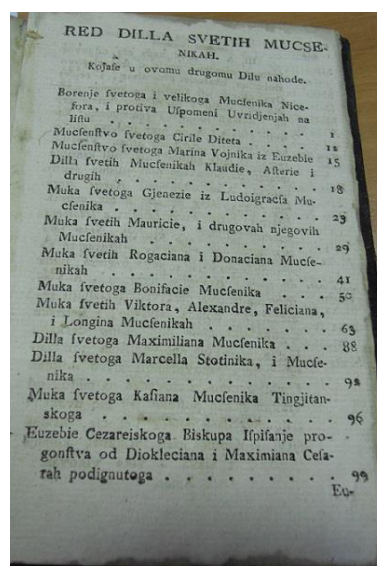 RED DILLA SVETIH MUCSE-
NIKAH.
Kojaſe u ovomu drugomu Dilu nahode.
Borenje ſvetoga i velikoga Mucſenika Nice-
fora, i protiva Uſpomeni Uvridjenjah na
liſtu . . . . . . . . 1
Mucſenſtvo ſvetoga Cirile Diteta . . . . 12
Mucſenſtvo ſvetoga Marina Vojnika iz Euzebie 15
Dilla ſvetih Mucſenikah Klaudie, Aſterie i
drugih . . . . . . . . 18
Muka ſvetoga Gjenezie iz Ludoigracſa Mu-
cſenika . . . . . . . . 23
Muka ſvetih Mauricie, i drugovah njegovih
Mucſenikah . . . . . . . . 29
Muka ſvetih Rogaciana i Donaciana Mucſe-
nikah . . . . . . . . 41
Muka ſvetoga Bonifacie Mucſenika . . . 50
Muka ſvetih Viktora, Alexandre, Feliciana,
i Longina Mucſenikah . . . . . . 63
Dilla ſvetoga Maximiliana Mucſenika . . . 88
Dilla ſvetoga Marcella Stotinika, i Mucſe-
nika . . . . . . . . 92
Muka ſvetoga Kaſiana Mucſenika Tingjitan-
skoga . . . . . . . . 96
Euzebie Cezareiskoga Biskupa Iſpiſanje pro-
gonſtva od Diokleciana i Maximiana Ceſa-
rah podignutoga . . . . . . . 99
Eu-